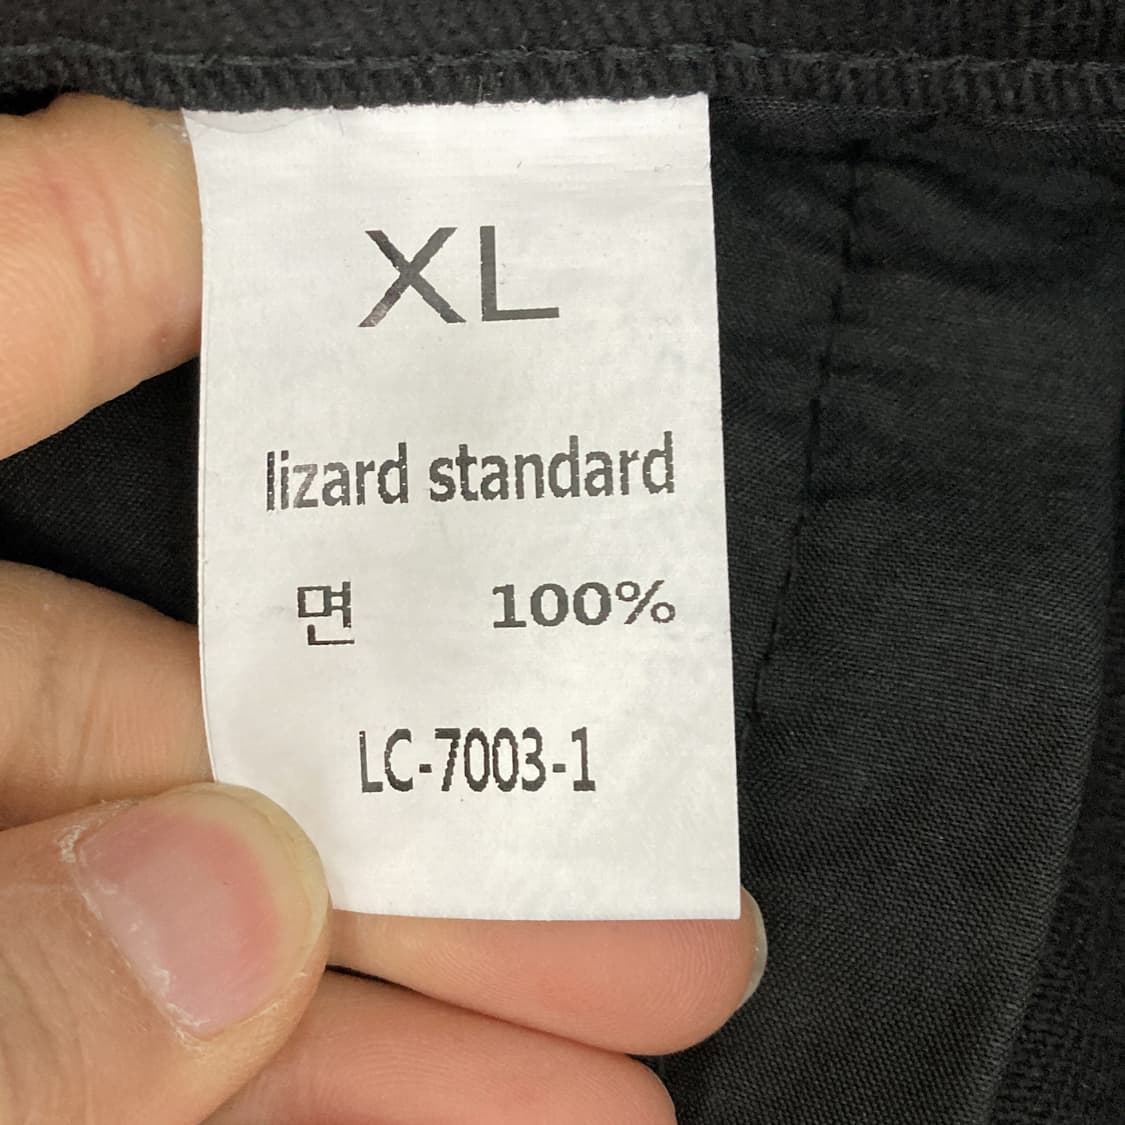 XL
lizard standard
면 100%
LC-7003-1